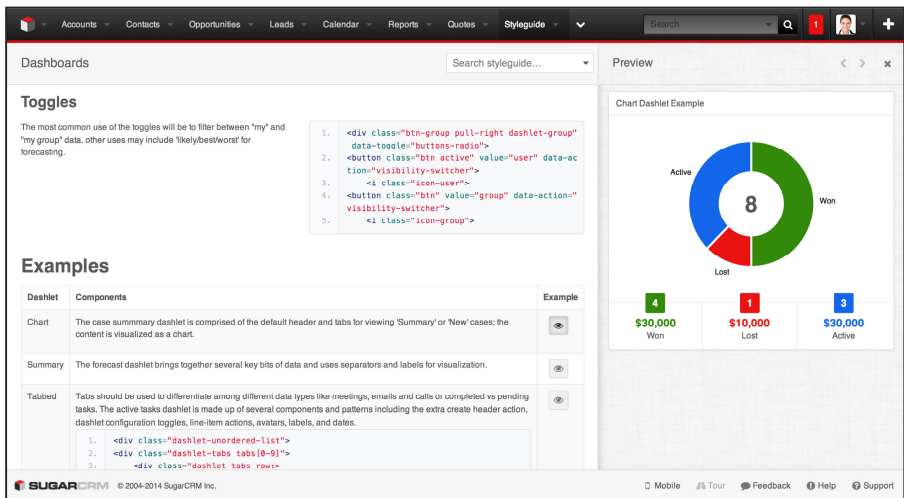 Accounts Contacts Opportunities Leads Calendar Reports Quotes Styleguide Search 1
Dashboards
Search styleguide...
Preview
Toggles
The most common use of the toggles will be to filter between "my" and
"my group" data. other uses may include 'likely/best/worst' for
forecasting.
1. <div class="btn-group pull-right dashlet-group"
data-toggle="buttons-radio">
2. <button class="btn active" value="user" data-ac
tion="visibility-switcher">
3. <i class="icon-user">
4. <button class="btn" value="group" data-action="
visibility-switcher">
5. <i class="icon-group">
Examples
Dashlet Components Example
Chart
The case sumnmary dashlet is comprised of the default header and tabs for viewing 'Summary' or 'New' cases: the
content is visualized as a chart.
Summary
The forecast dashlet brings together several key bits of data and uses separators and labels for visualization.
Tabbed
Tabs should be used to differentiate among different data types like meetings, emails and calls or completed vs pending
tasks. The active tasks dashlet is made up of several components and patterns including the extra create header action,
dashlet configuration toggles, line-item actions, avatars, labels, and dates.
1. <div class="dashlet-unordered-list">
2. <div class="dashlet-tabs tabs[0-9]">
3. <div class="dashlet tabs row">
Chart Dashlet Example
Active
8
Won
Lost
4 1 3
$30,000 $10,000 $30,000
Won Lost Active
SUGARCRM © 2004-2014 SugarCRM Inc.
Mobile Tour Feedback Help Support